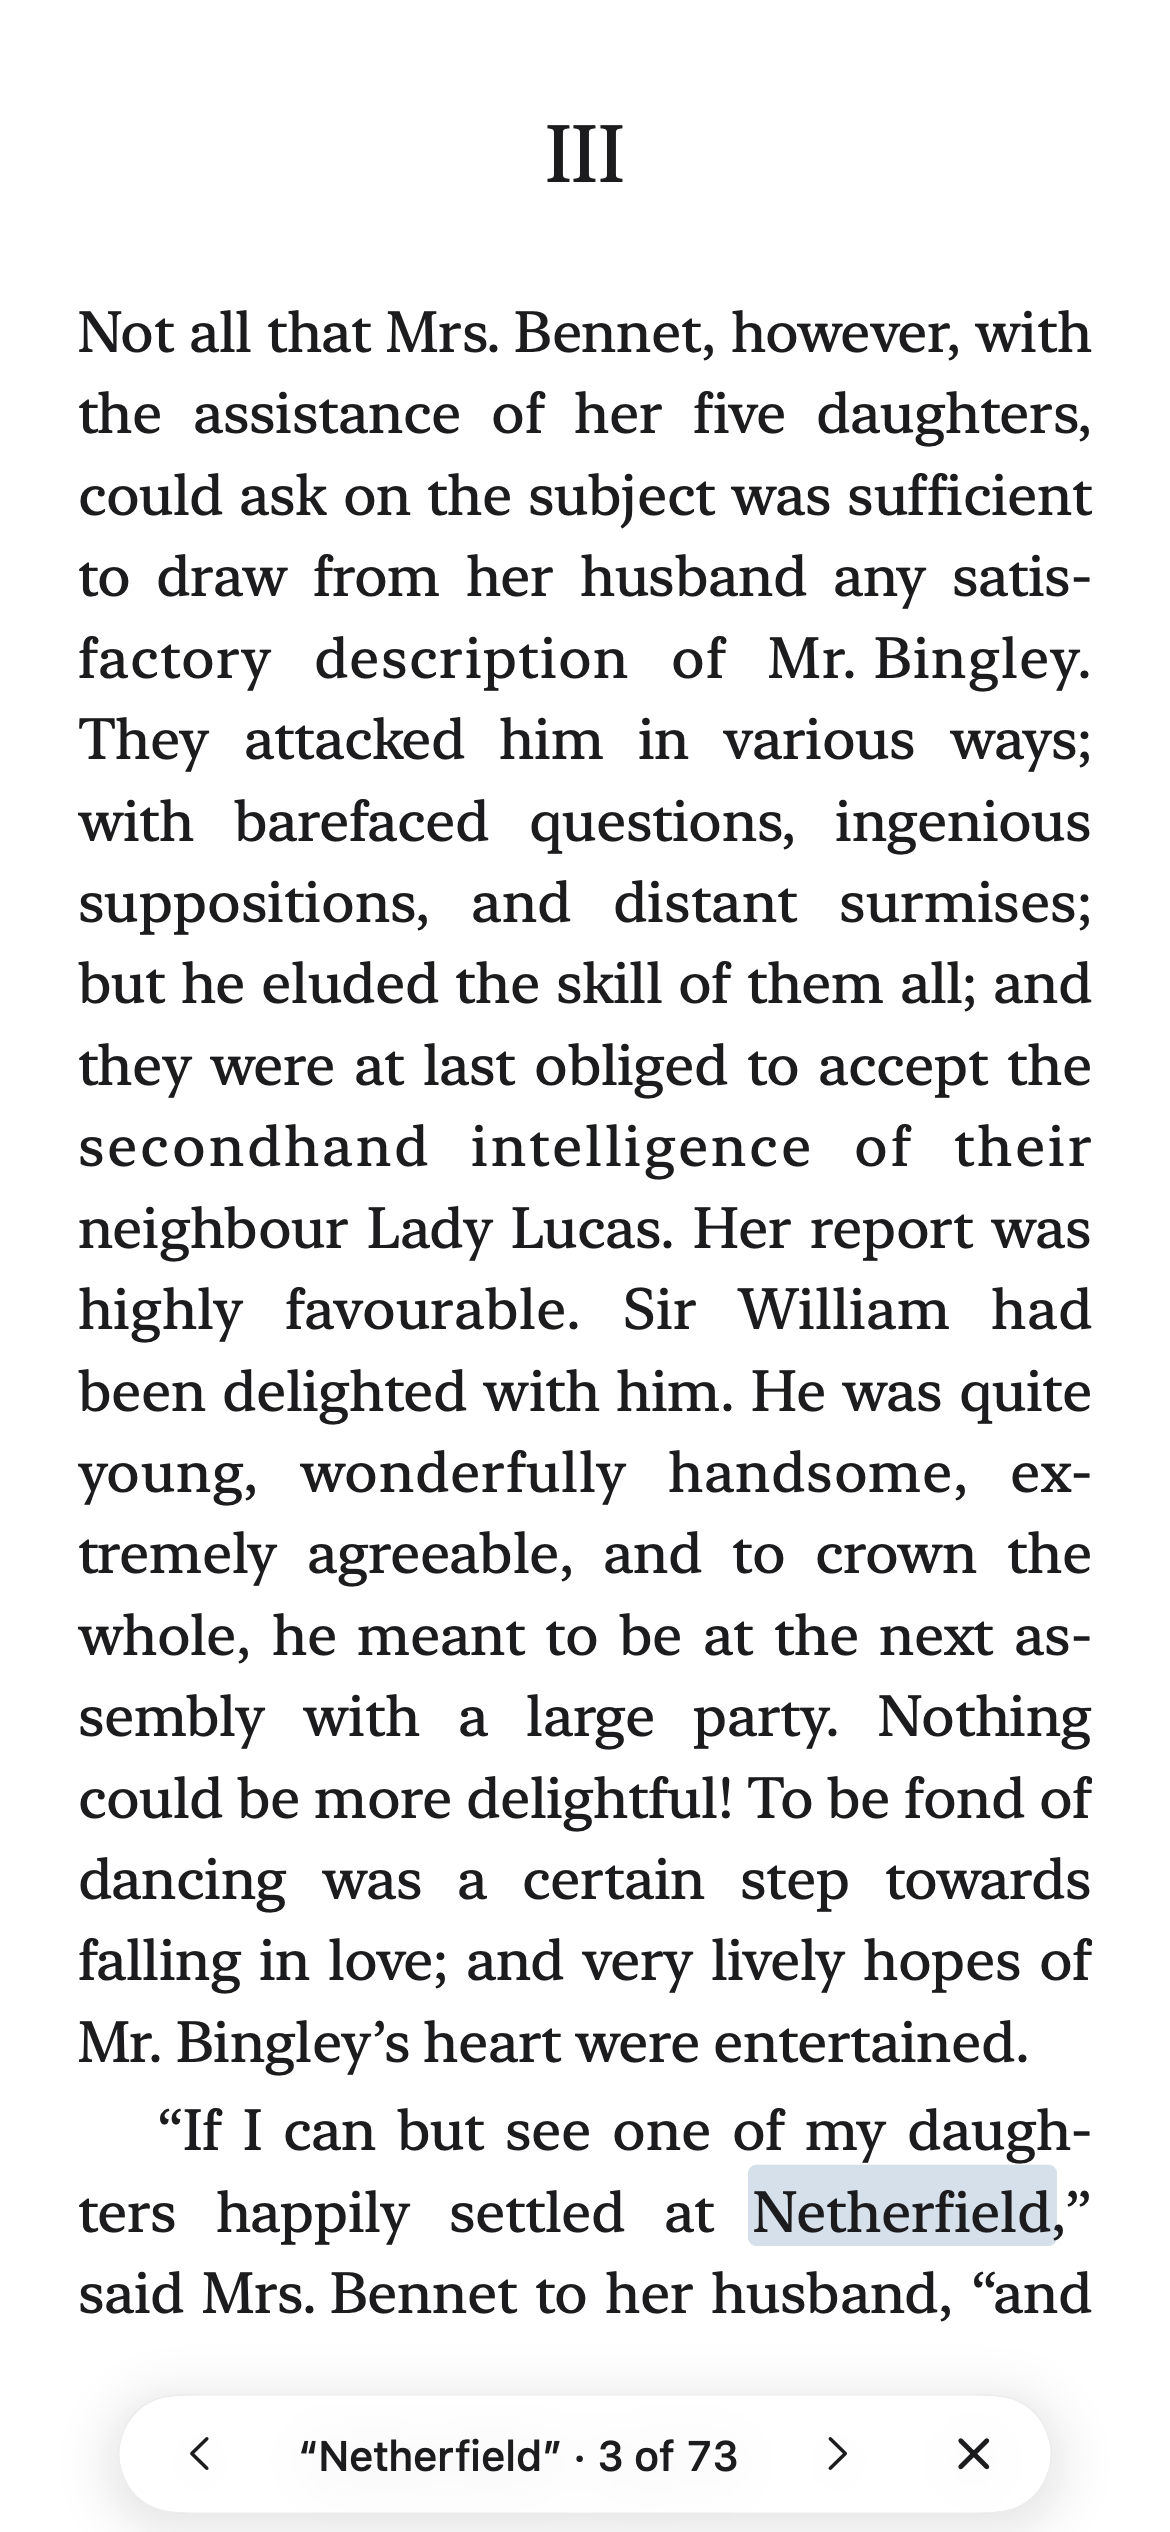 III
Not all that Mrs. Bennet, however, with
the assistance of her five daughters,
could ask on the subject was sufficient
to draw from her husband any satis-
factory description of Mr. Bingley.
They attacked him in various ways;
with barefaced questions, ingenious
suppositions, and distant surmises;
but he eluded the skill of them all; and
they were at last obliged to accept the
secondhand intelligence of their
neighbour Lady Lucas. Her report was
highly favourable. Sir William had
been delighted with him. He was quite
young, wonderfully handsome, ex-
tremely agreeable, and to crown the
whole, he meant to be at the next as-
sembly with a large party. Nothing
could be more delightful! To be fond of
dancing was a certain step towards
falling in love; and very lively hopes of
Mr. Bingley’s heart were entertained.
“If I can but see one of my daugh-
ters happily settled at Netherfield,”
said Mrs. Bennet to her husband, “and
“Netherfield” · 3 of 73